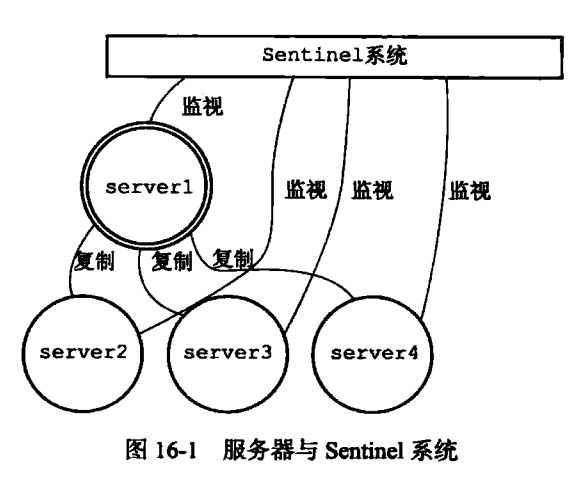 Sentinel系统
监视
server1
监视
监视
监视
复制
复制
复制
server2
server3
server4
图 16-1 服务器与 Sentinel 系统